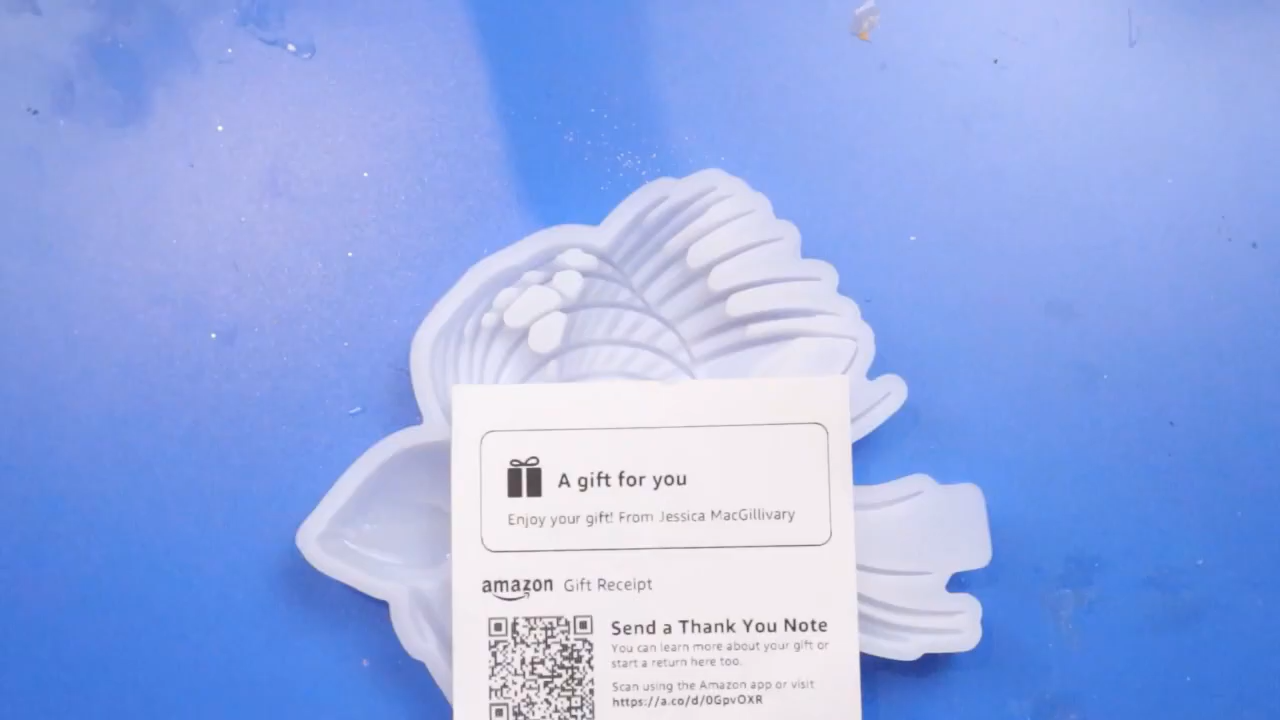 A gift for you
Enjoy your gift! From Jessica MacGillivary
amazon Gift Receipt
Send a Thank You Note
You can learn more about your gift or
start a return here too.
Scan using the Amazon app or visit
https://a.co/d/0GpvOXR